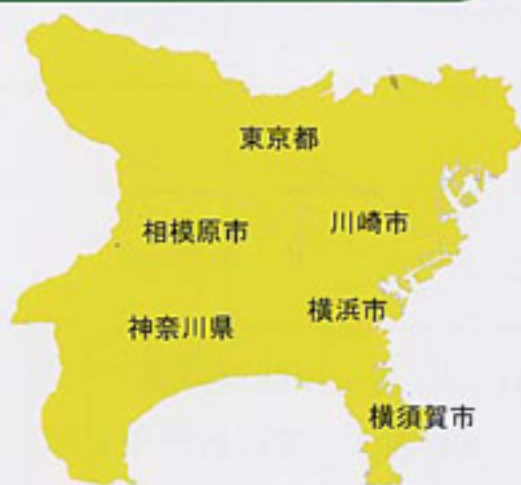 東京都
相模原市
川崎市
横浜市
神奈川県
横須賀市